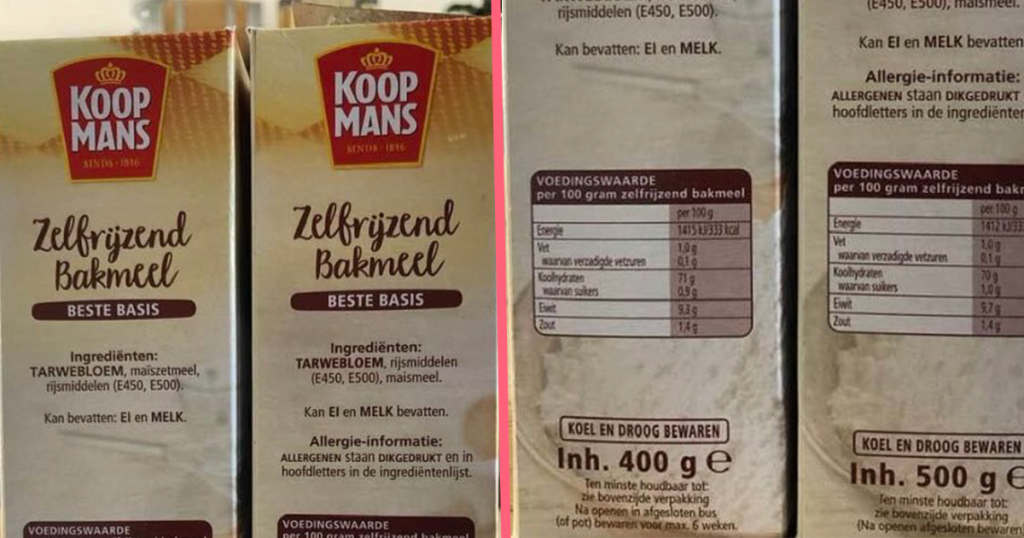 KOOP
MANS
SINDS · 1846
Zelfrijzend
Bakmeel
BESTE BASIS
Ingrediënten:
TARWEBLOEM, maïszetmeel,
rijsmiddelen (E450, E500).
Kan bevatten: EI en MELK.
VOEDINGSWAARDE
KOOP
MANS
SINDS · 1846
Zelfrijzend
Bakmeel
BESTE BASIS
Ingrediënten:
TARWEBLOEM, rijsmiddelen
(E450, E500), maismeel.
Kan EI en MELK bevatten.
Allergie-informatie:
ALLERGENEN staan DIKGEDRUKT en in
hoofdletters in de ingrediëntenlijst.
VOEDINGSWAARDE
per 100 gram zelfrijzend bakmeel
rijsmiddelen (E450, E500).
Kan bevatten: EI en MELK.
VOEDINGSWAARDE
per 100 gram zelfrijzend bakmeel
per 100 g
Energie 1415 kJ/333 kcal
Vet 1,0 g
waarvan verzadigde vetzuren 0,1 g
Koolhydraten 71 g
waarvan suikers 0,9 g
Eiwit 9,3 g
Zout 1,4 g
KOEL EN DROOG BEWAREN
Inh. 400 g e
Ten minste houdbaar tot:
zie bovenzijde verpakking
Na openen in afgesloten bus
(of pot) bewaren voor max. 6 weken.
(E450, E500), maismeel.
Kan EI en MELK bevatten
Allergie-informatie:
ALLERGENEN staan DIKGEDRUKT
hoofdletters in de ingrediënten
VOEDINGSWAARDE
per 100 gram zelfrijzend bakm
per 100 g
Energie 1412 kJ/333
Vet 1,0 g
waarvan verzadigde vetzuren 0,1 g
Koolhydraten 70 g
waarvan suikers 1,0 g
Eiwit 9,7 g
Zout 1,4 g
KOEL EN DROOG BEWAREN
Inh. 500 g e
Ten minste houdbaar tot:
zie bovenzijde verpakking
(Na openen afgesloten bewaren)